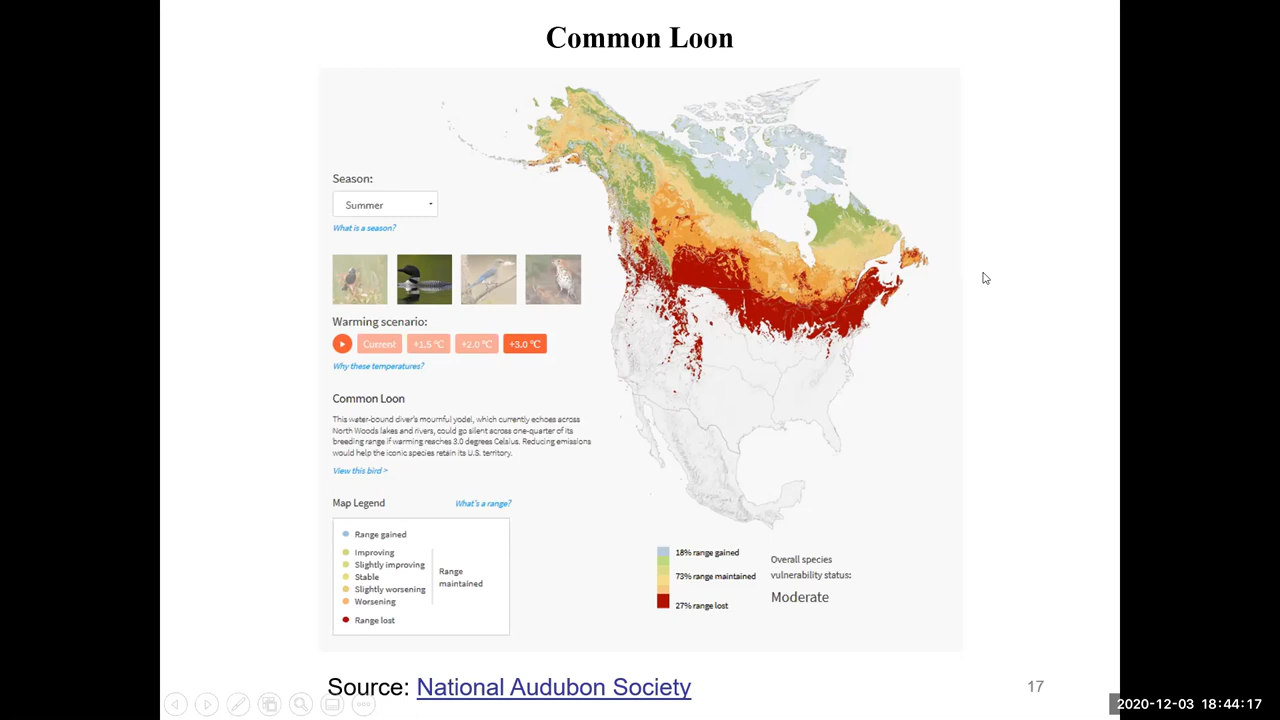 Common Loon
Season:
Summer
What is a season?
Warming scenario:
Current
+1.5 ºC
+2.0 ºC
+3.0 ºC
Why these temperatures?
Common Loon
This water-bound diver's mournful yodel, which currently echoes across
North Woods lakes and rivers, could go silent across one-quarter of its
breeding range if warming reaches 3.0 degrees Celsius. Reducing emissions
would help the iconic species retain its U.S. territory.
View this bird >
Map Legend
What's a range?
Range gained
Improving
Slightly improving
Stable
Slightly worsening
Worsening
Range
maintained
Range lost
18% range gained
73% range maintained
27% range lost
Overall species
vulnerability status:
Moderate
Source: National Audubon Society
17
2020-12-03 18:44:17